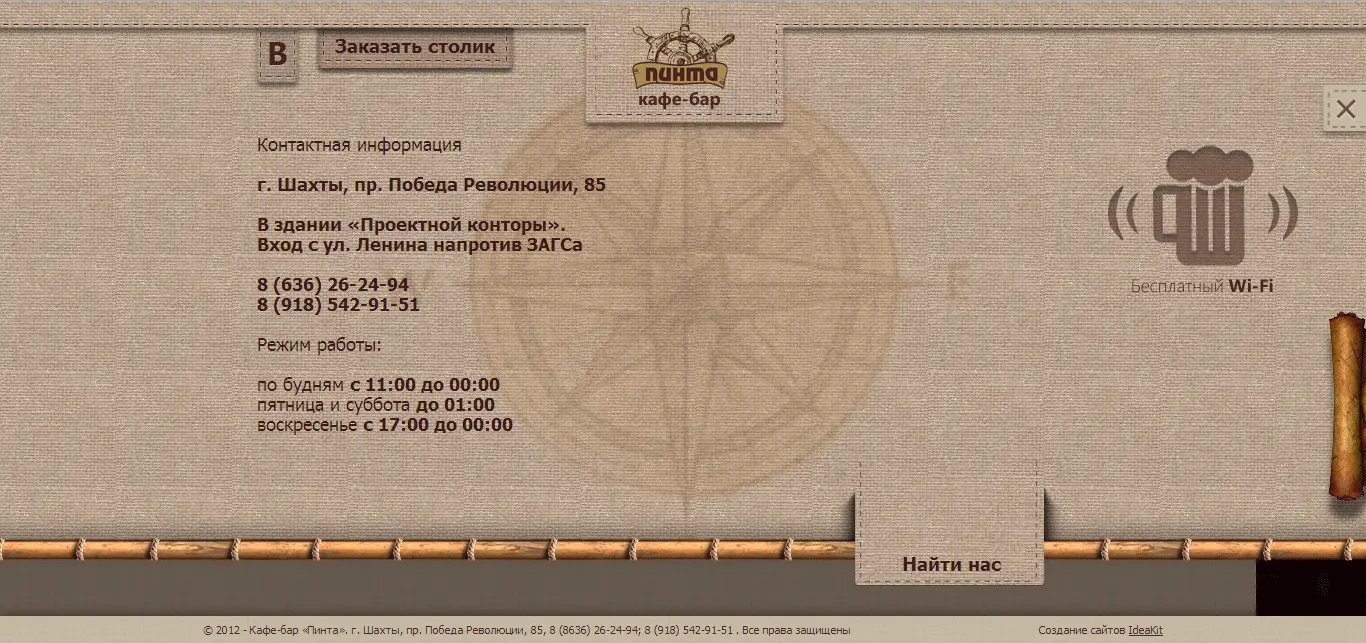 В
Заказать столик
пинта
кафе-бар
Контактная информация
г. Шахты, пр. Победа Революции, 85
В здании «Проектной конторы».
Вход с ул. Ленина напротив ЗАГСа
8 (636) 26-24-94
8 (918) 542-91-51
Режим работы:
по будням с 11:00 до 00:00
пятница и суббота до 01:00
воскресенье с 17:00 до 00:00
E
Бесплатный Wi-Fi
Найти нас
© 2012 - Кафе-бар «Пинта». г. Шахты, пр. Победа Революции, 85, 8 (8636) 26-24-94; 8 (918) 542-91-51 . Все права защищены
Создание сайтов IdeaKit